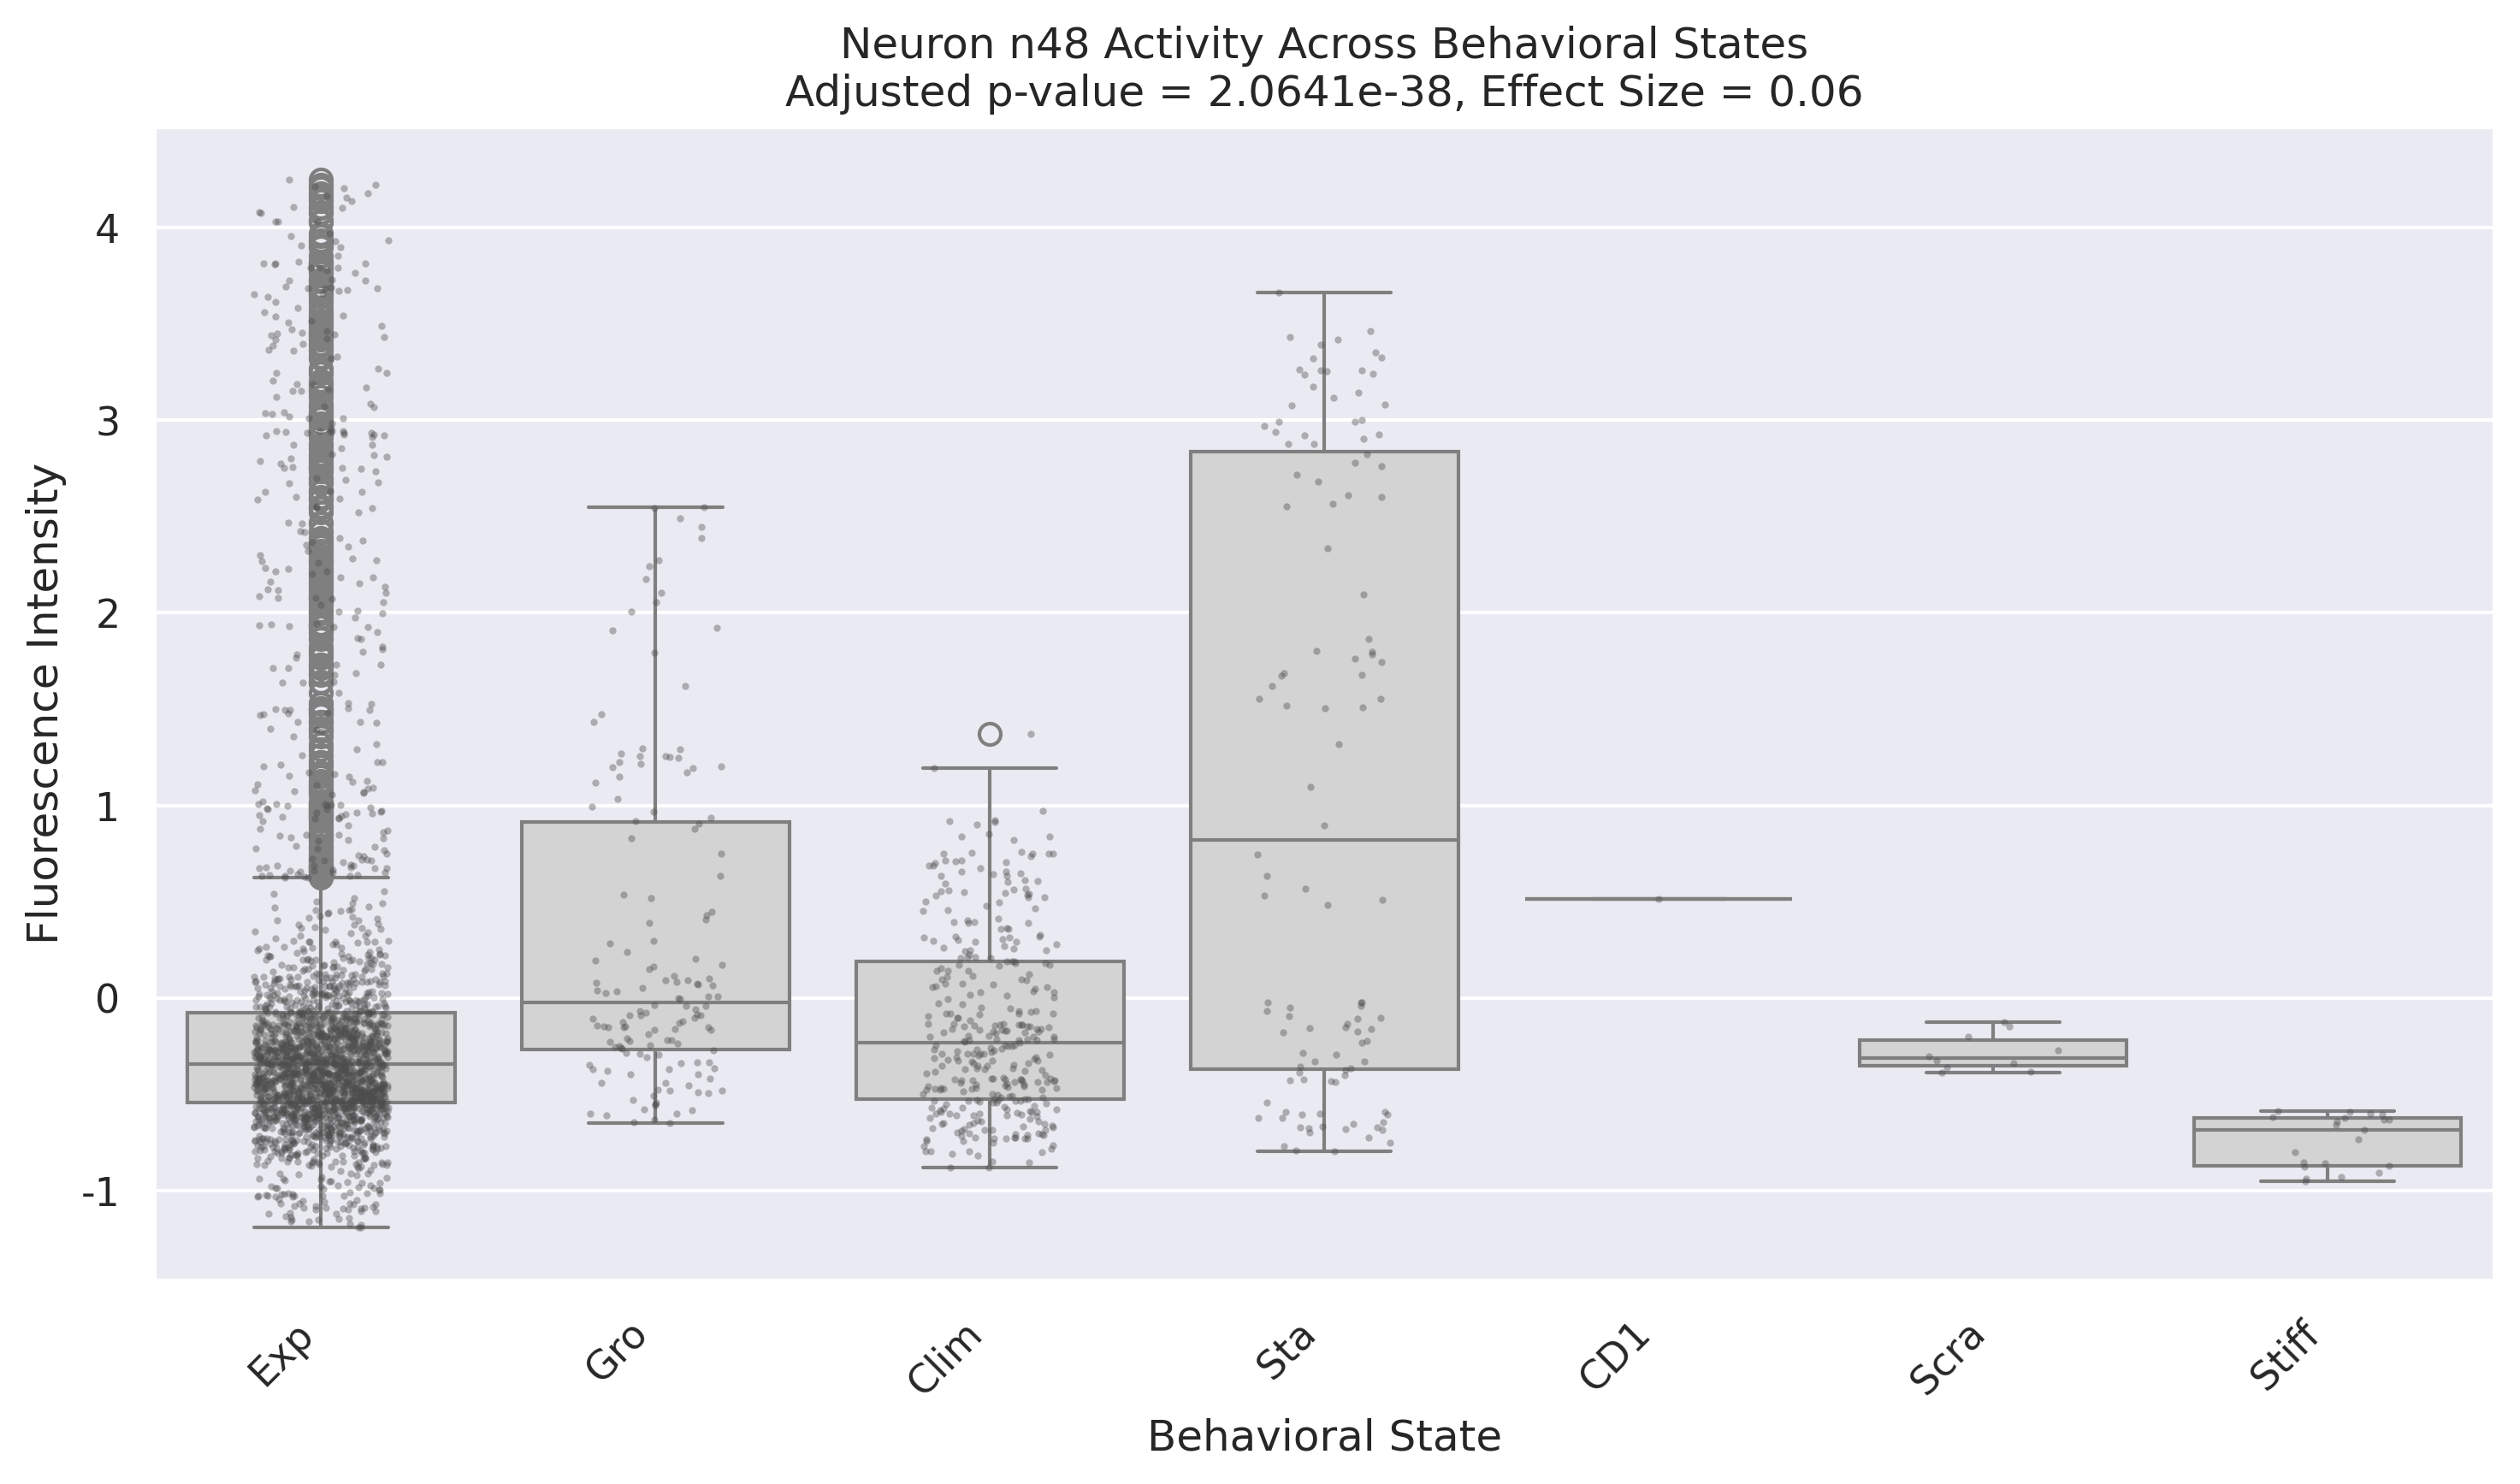 Neuron n48 Activity Across Behavioral States
Adjusted p-value = 2.0641e-38, Effect Size = 0.06
Fluorescence Intensity
4
3
2
1
0
-1
Exp
Gro
Clim
Sta
CD1
Scra
Stiff
Behavioral State